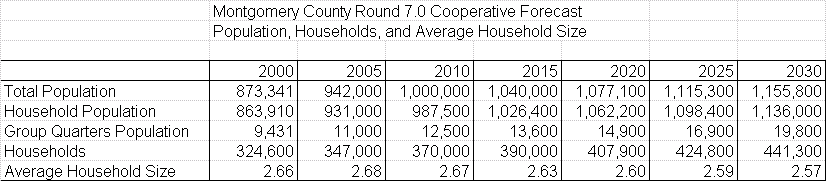 Montgomery County Round 7.0 Cooperative Forecast
Population, Households, and Average Household Size
2000 2005 2010 2015 2020 2025 2030
Total Population 873,341 942,000 1,000,000 1,040,000 1,077,100 1,115,300 1,155,800
Household Population 863,910 931,000 987,500 1,026,400 1,062,200 1,098,400 1,136,000
Group Quarters Population 9,431 11,000 12,500 13,600 14,900 16,900 19,800
Households 324,600 347,000 370,000 390,000 407,900 424,800 441,300
Average Household Size 2.66 2.68 2.67 2.63 2.60 2.59 2.57